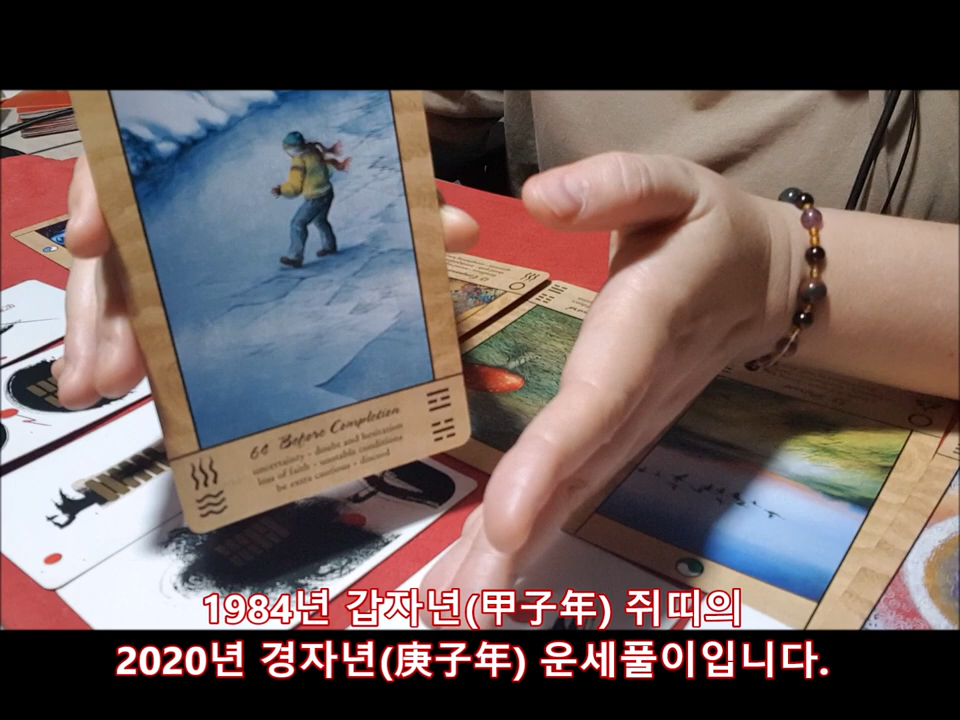 64 Before Completion
uncertainty - doubt and hesitation
loss of faith - unstable conditions
be extra cautious - discord
1984년 갑자년(甲子年) 쥐띠의
2020년 경자년(庚子年) 운세풀이입니다.